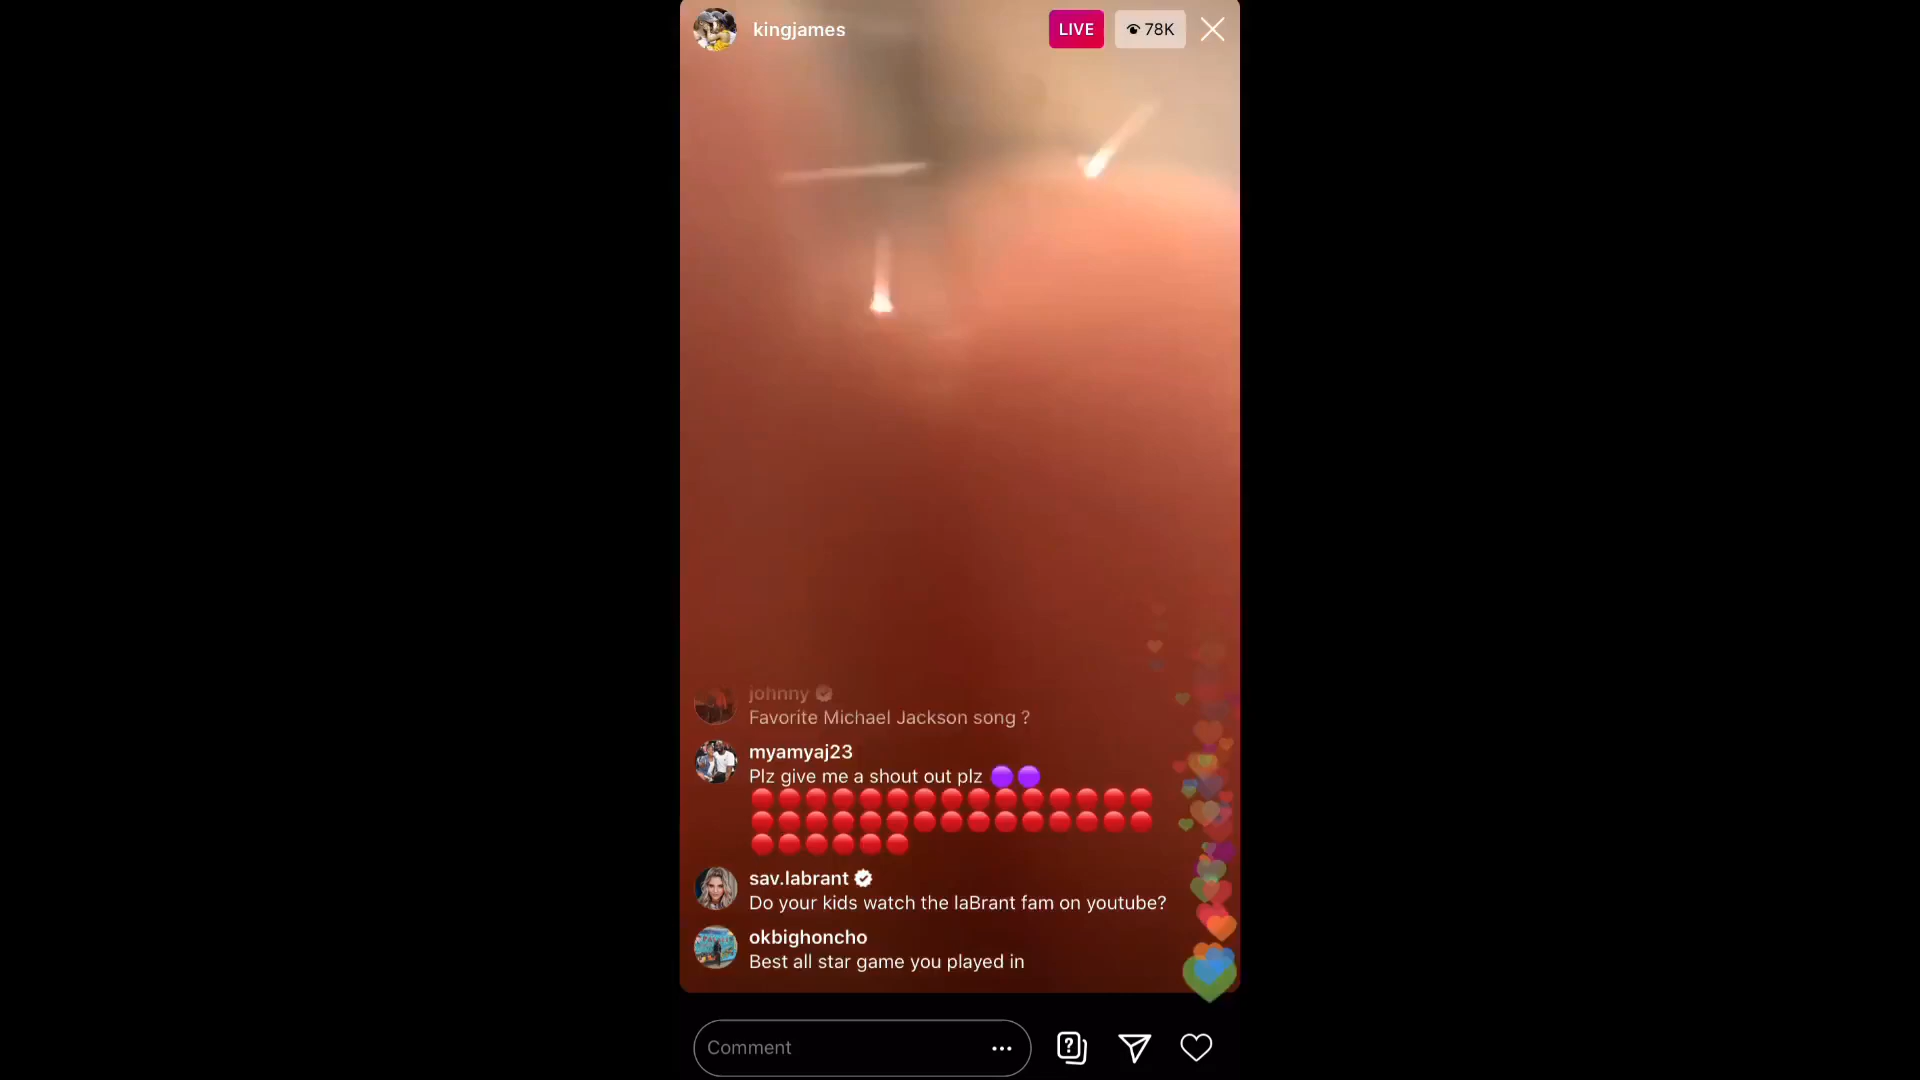 kingjames
LIVE
78K
johnny
Favorite Michael Jackson song ?
myamyaj23
Plz give me a shout out plz 🟣🟣
🔴🔴🔴🔴🔴🔴🔴🔴🔴🔴🔴🔴🔴🔴🔴
🔴🔴🔴🔴🔴🔴🔴🔴🔴🔴🔴🔴🔴🔴🔴
🔴🔴🔴🔴🔴🔴
sav.labrant
Do your kids watch the laBrant fam on youtube?
okbighoncho
Best all star game you played in
Comment